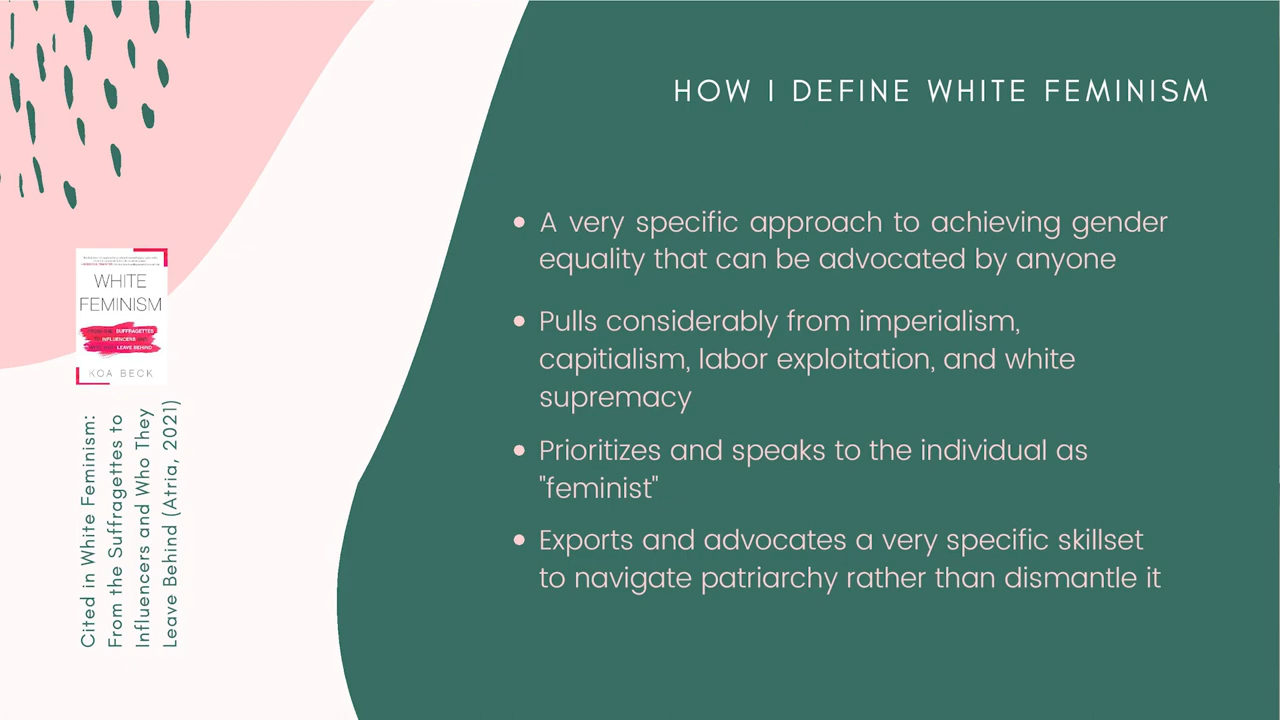 HOW I DEFINE WHITE FEMINISM
• A very specific approach to achieving gender
equality that can be advocated by anyone
• Pulls considerably from imperialism,
capitialism, labor exploitation, and white
supremacy
• Prioritizes and speaks to the individual as
"feminist"
• Exports and advocates a very specific skillset
to navigate patriarchy rather than dismantle it
WHITE
FEMINISM
SUFFRAGETTES
INFLUENCERS
LEAVE BEHIND
KOA BECK
Cited in White Feminism:
From the Suffragettes to
Influencers and Who They
Leave Behind (Atria, 2021)